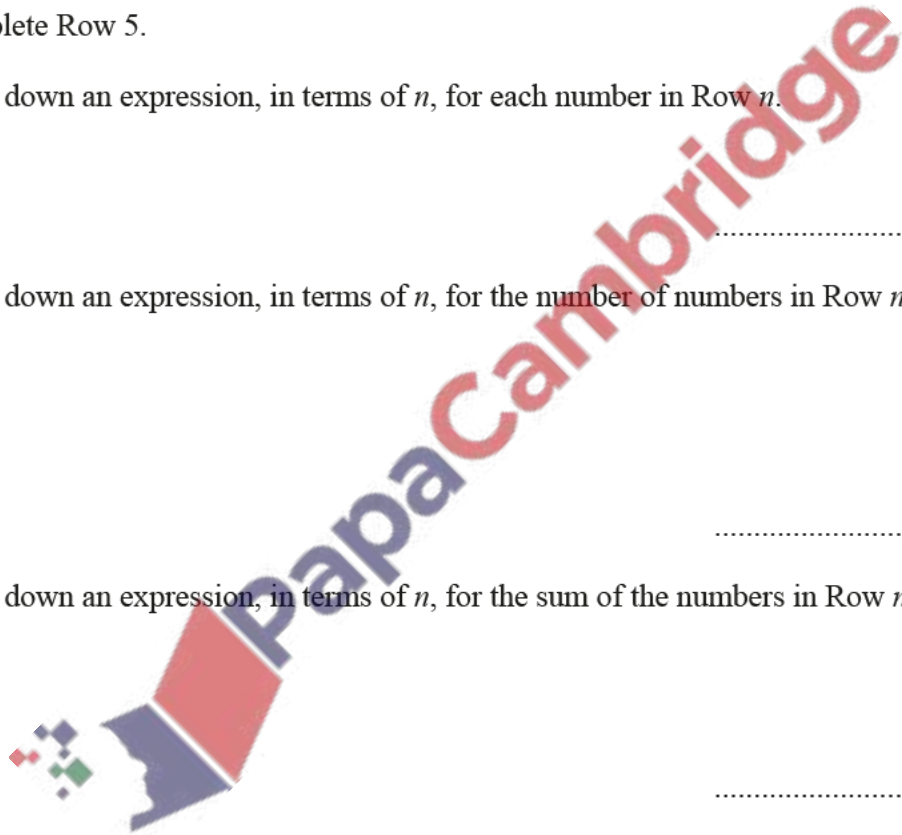 plete Row 5.
down an expression, in terms of n, for each number in Row n.
........................
down an expression, in terms of n, for the number of numbers in Row n
........................
down an expression, in terms of n, for the sum of the numbers in Row n
........................
PapaCambridge